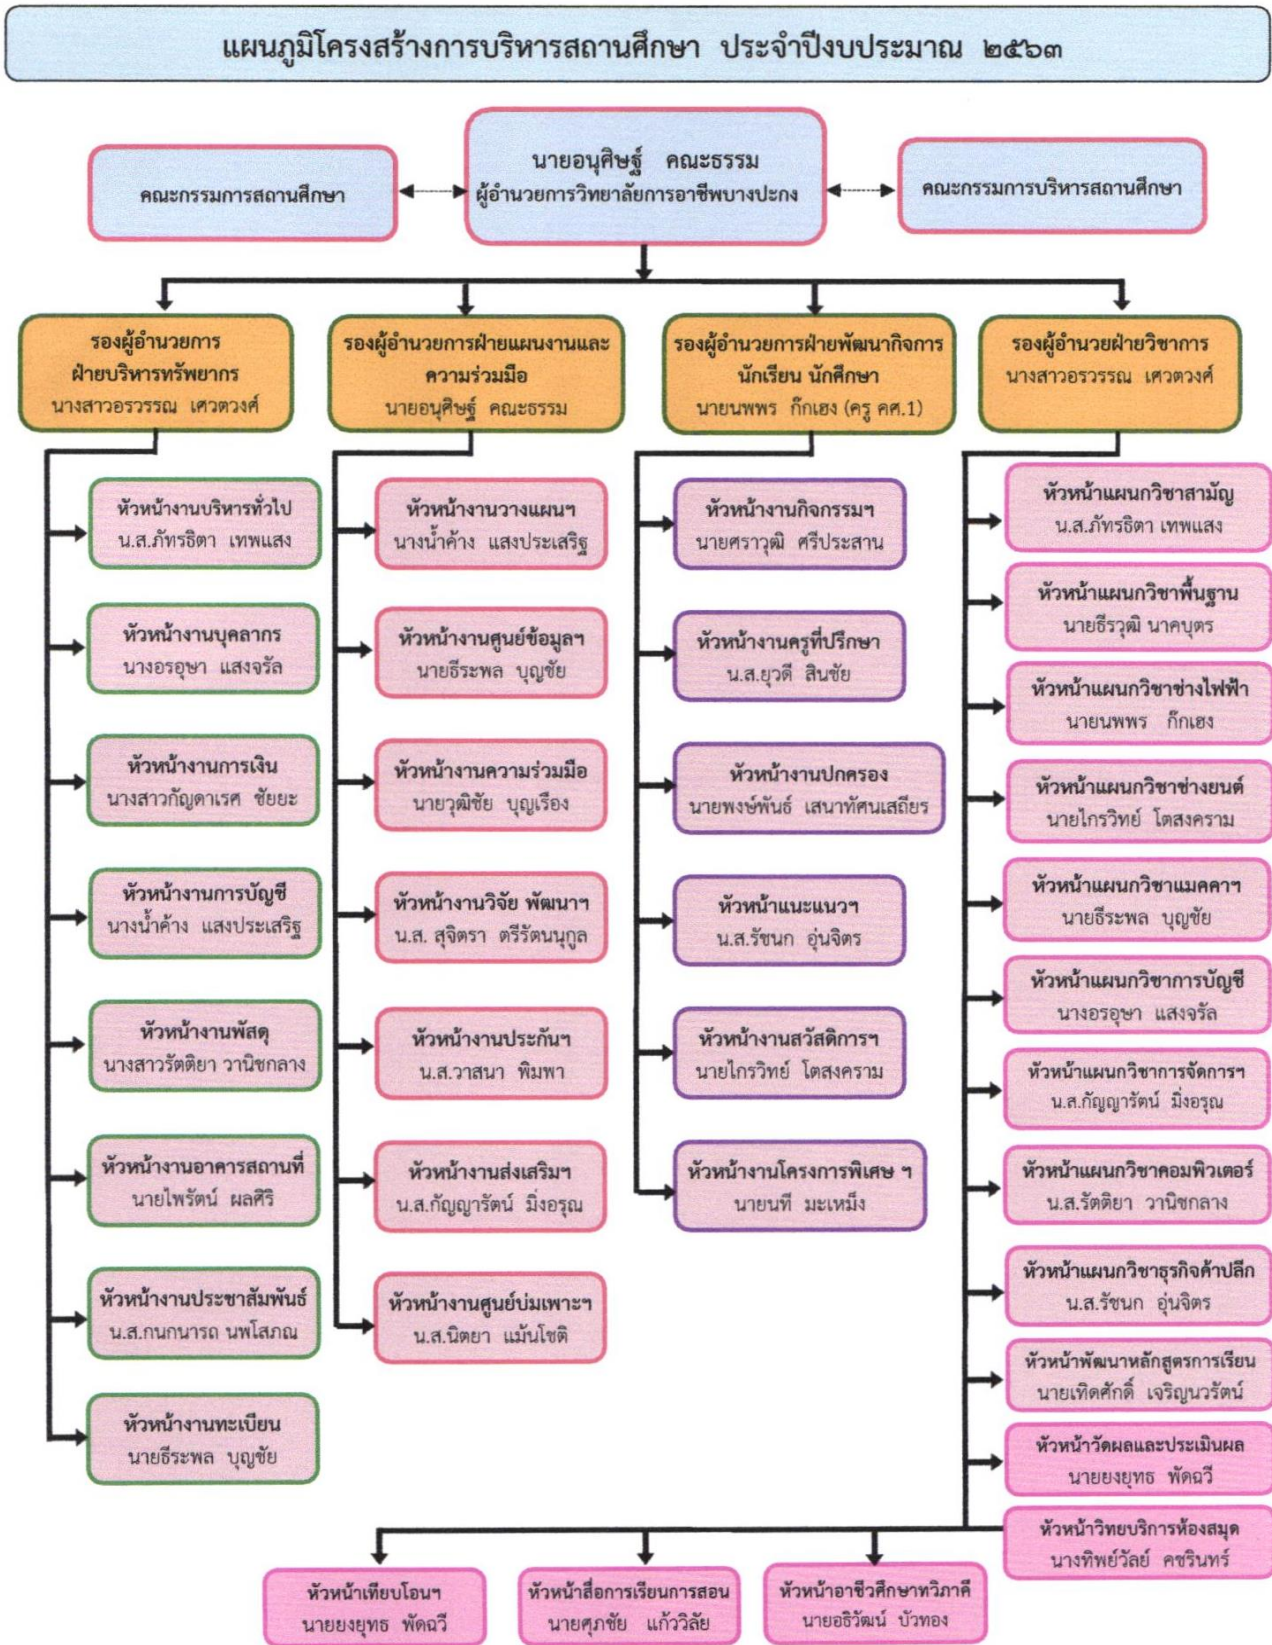 แผนภูมิโครงสร้างการบริหารสถานศึกษา ประจำปีงบประมาณ ๒๕๖๓
คณะกรรมการสถานศึกษา
นายอนุศิษฐ์ คณะธรรม
ผู้อำนวยการวิทยาลัยการอาชีพบางปะกง
คณะกรรมการบริหารสถานศึกษา
รองผู้อำนวยการ
ฝ่ายบริหารทรัพยากร
นางสาวอรวรรณ เศวตวงศ์
รองผู้อำนวยการฝ่ายแผนงานและ
ความร่วมมือ
นายอนุศิษฐ์ คณะธรรม
รองผู้อำนวยการฝ่ายพัฒนากิจการ
นักเรียน นักศึกษา
นายนพพร ก๊กเฮง (ครู คศ.1)
รองผู้อำนวยฝ่ายวิชาการ
นางสาวอรวรรณ เศวตวงศ์
หัวหน้างานบริหารทั่วไป
น.ส.ภัทรธิตา เทพแสง
หัวหน้างานบุคลากร
นางอรอุษา แสงจรัล
หัวหน้างานการเงิน
นางสาวกัญดาเรศ ชัยยะ
หัวหน้างานการบัญชี
นางน้ำค้าง แสงประเสริฐ
หัวหน้างานพัสดุ
นางสาวรัตติยา วานิชกลาง
หัวหน้างานอาคารสถานที่
นายไพรัตน์ ผลศิริ
หัวหน้างานประชาสัมพันธ์
น.ส.กนกนารถ นพโสภณ
หัวหน้างานทะเบียน
นายธีระพล บุญชัย
หัวหน้างานวางแผนฯ
นางน้ำค้าง แสงประเสริฐ
หัวหน้างานศูนย์ข้อมูลฯ
นายธีระพล บุญชัย
หัวหน้างานความร่วมมือ
นายวุฒิชัย บุญเรือง
หัวหน้างานวิจัย พัฒนาฯ
น.ส. สุจิตรา ตรีรัตนนุกูล
หัวหน้างานประกันฯ
น.ส.วาสนา พิมพา
หัวหน้างานส่งเสริมฯ
น.ส.กัญญารัตน์ มิ่งอรุณ
หัวหน้างานศูนย์บ่มเพาะฯ
น.ส.นิตยา แม้นโชติ
หัวหน้างานกิจกรรมฯ
นายศราวุฒิ ศรีประสาน
หัวหน้างานครูที่ปรึกษา
น.ส.ยุวดี สินชัย
หัวหน้างานปกครอง
นายพงษ์พันธ์ เสนาทัศนเสถียร
หัวหน้าแนะแนวฯ
น.ส.รัชนก อุ่นจิตร
หัวหน้างานสวัสดิการฯ
นายไกรวิทย์ โตสงคราม
หัวหน้างานโครงการพิเศษ ฯ
นายนที มะเหม็ง
หัวหน้าแผนกวิชาสามัญ
น.ส.ภัทรธิตา เทพแสง
หัวหน้าแผนกวิชาพื้นฐาน
นายธีรวุฒิ นาคบุตร
หัวหน้าแผนกวิชาช่างไฟฟ้า
นายนพพร ก๊กเฮง
หัวหน้าแผนกวิชาช่างยนต์
นายไกรวิทย์ โตสงคราม
หัวหน้าแผนกวิชาแมคคาฯ
นายธีระพล บุญชัย
หัวหน้าแผนกวิชาการบัญชี
นางอรอุษา แสงจรัล
หัวหน้าแผนกวิชาการจัดการฯ
น.ส.กัญญารัตน์ มิ่งอรุณ
หัวหน้าแผนกวิชาคอมพิวเตอร์
น.ส.รัตติยา วานิชกลาง
หัวหน้าแผนกวิชาธุรกิจค้าปลีก
น.ส.รัชนก อุ่นจิตร
หัวหน้าพัฒนาหลักสูตรการเรียน
นายเทิดศักดิ์ เจริญนวรัตน์
หัวหน้าวัดผลและประเมินผล
นายยงยุทธ พัดฉวี
หัวหน้าวิทยบริการห้องสมุด
นางทิพย์วัลย์ คชรินทร์
หัวหน้าเทียบโอนฯ
นายยงยุทธ พัดฉวี
หัวหน้าสื่อการเรียนการสอน
นายศุภชัย แก้ววิลัย
หัวหน้าอาชีวศึกษาทวิภาคี
นายอธิวัฒน์ บัวทอง